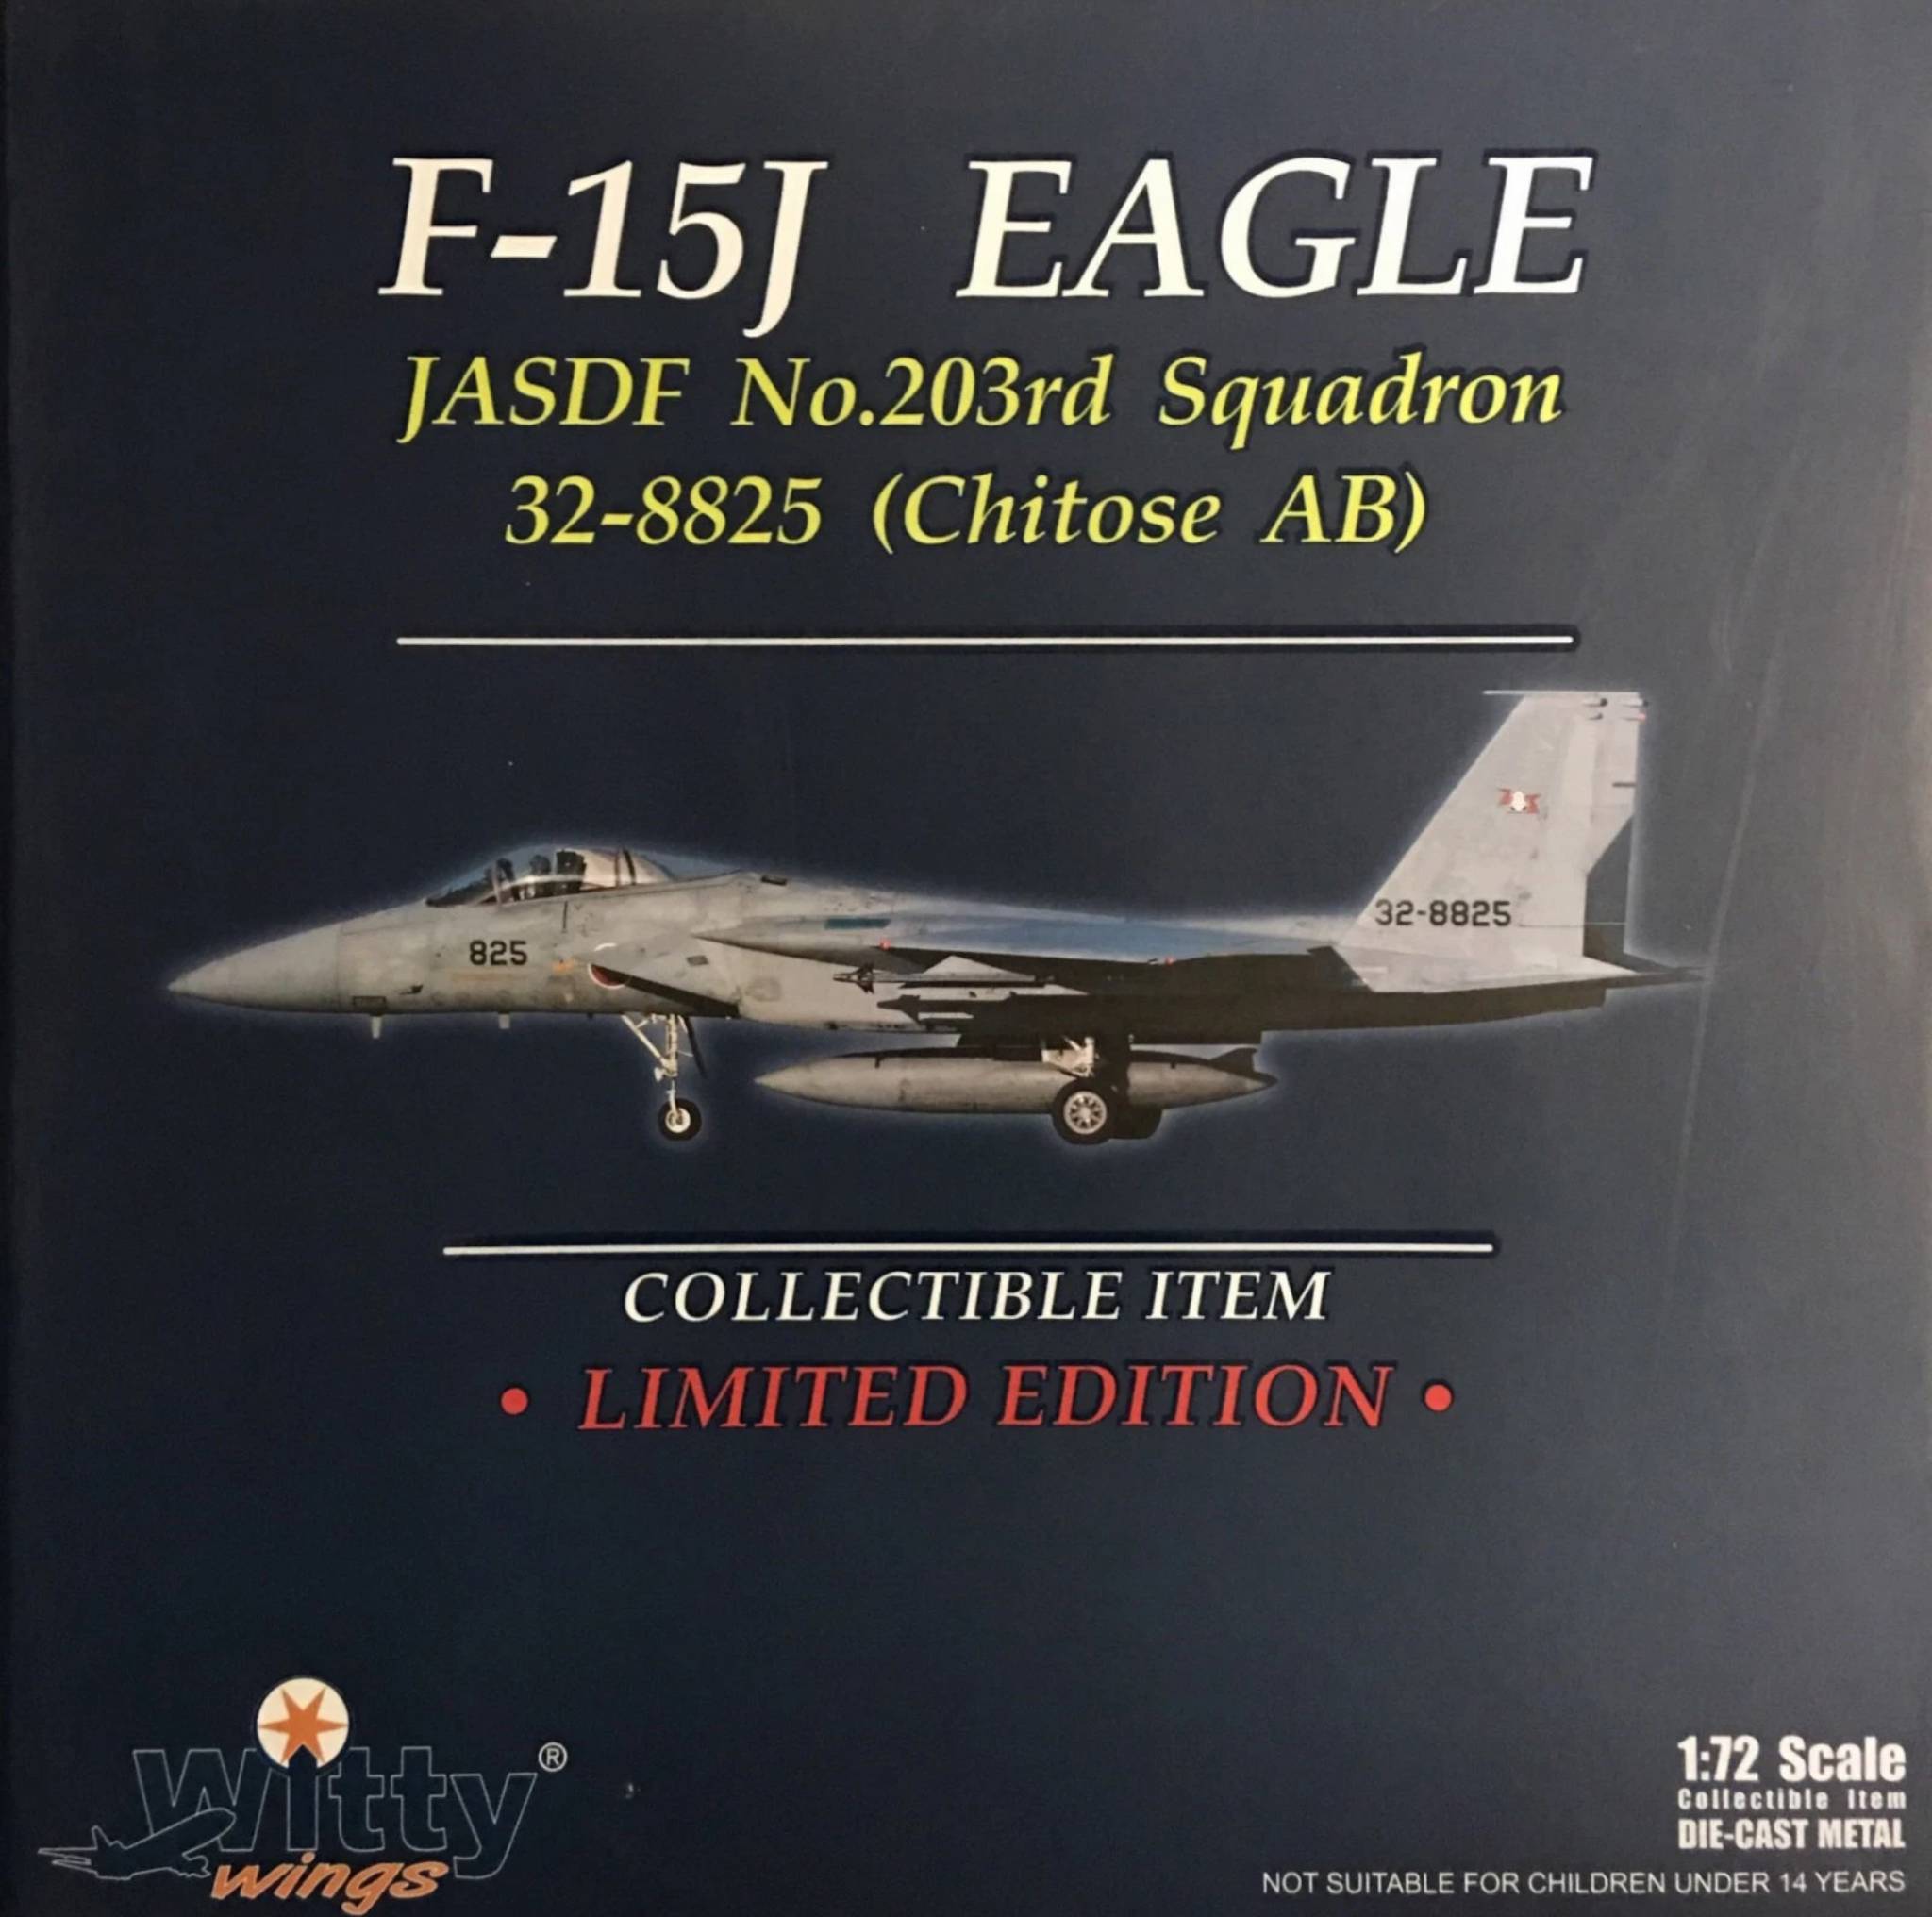 F-15J EAGLE
JASDF No.203rd Squadron
32-8825 (Chitose AB)
32-8825
825
COLLECTIBLE ITEM
• LIMITED EDITION •
witty®
wings
1:72 Scale
Collectible Item
DIE-CAST METAL
NOT SUITABLE FOR CHILDREN UNDER 14 YEARS